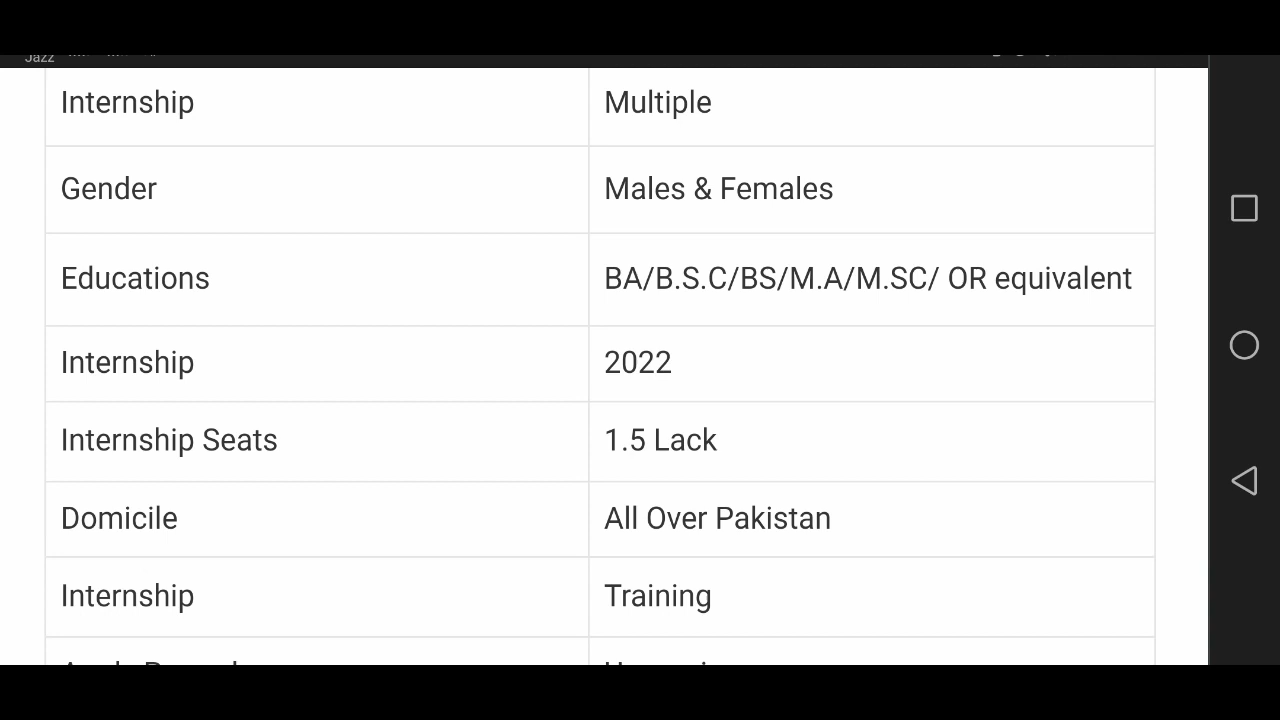 Jazz
Internship Multiple
Gender Males & Females
Educations BA/B.S.C/BS/M.A/M.SC/ OR equivalent
Internship 2022
Internship Seats 1.5 Lack
Domicile All Over Pakistan
Internship Training